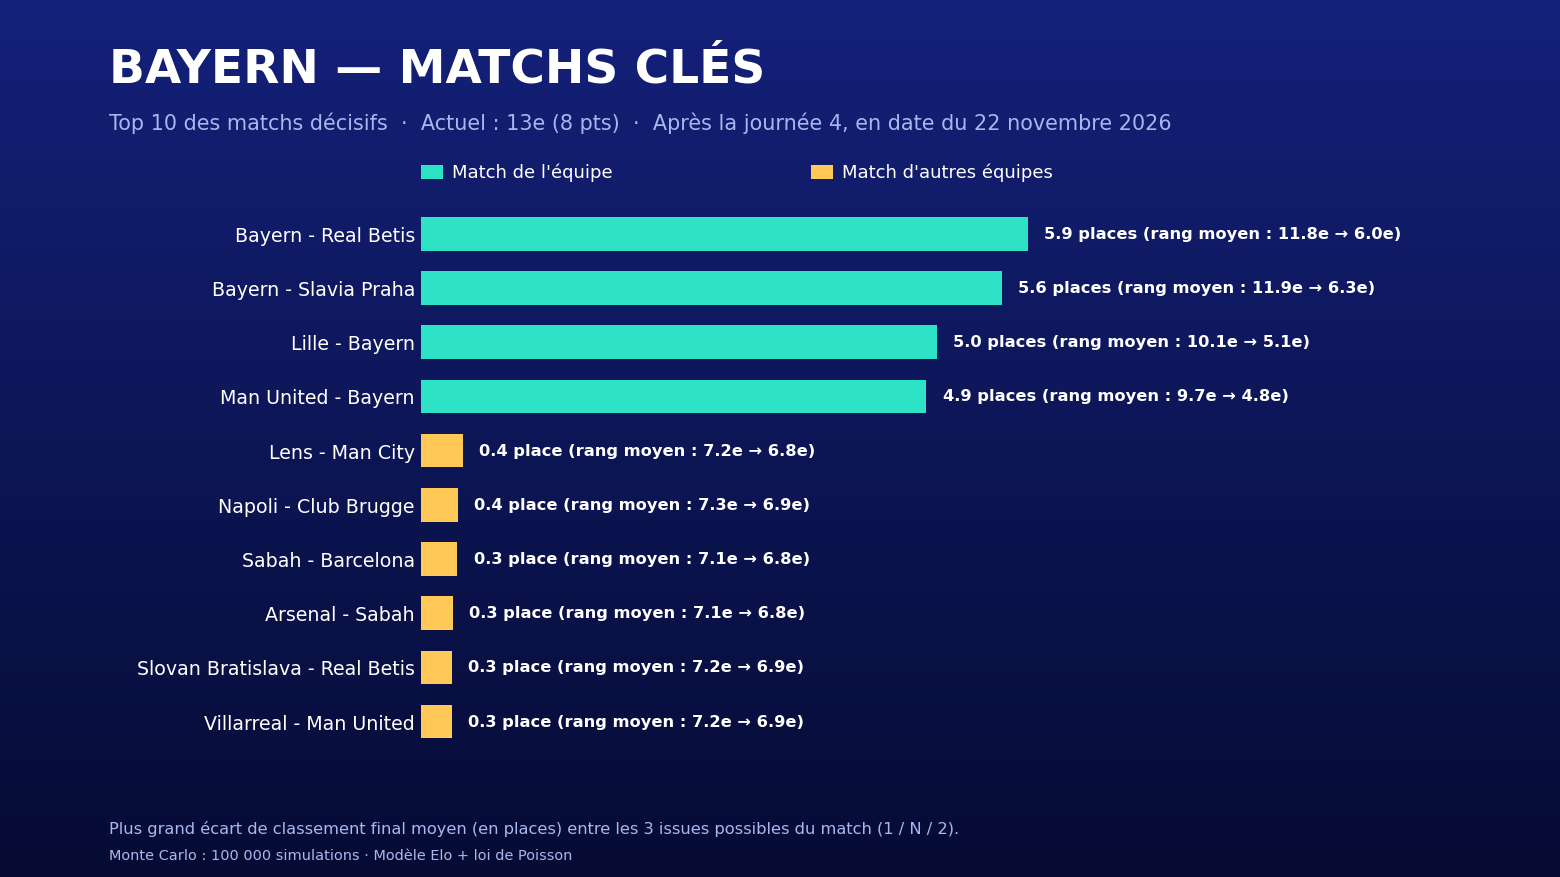 BAYERN — MATCHS CLÉS
Top 10 des matchs décisifs · Actuel : 13e (8 pts) · Après la journée 4, en date du 22 novembre 2026
Match de l'équipe
Match d'autres équipes
Bayern - Real Betis 5.9 places (rang moyen : 11.8e → 6.0e)
Bayern - Slavia Praha 5.6 places (rang moyen : 11.9e → 6.3e)
Lille - Bayern 5.0 places (rang moyen : 10.1e → 5.1e)
Man United - Bayern 4.9 places (rang moyen : 9.7e → 4.8e)
Lens - Man City 0.4 place (rang moyen : 7.2e → 6.8e)
Napoli - Club Brugge 0.4 place (rang moyen : 7.3e → 6.9e)
Sabah - Barcelona 0.3 place (rang moyen : 7.1e → 6.8e)
Arsenal - Sabah 0.3 place (rang moyen : 7.1e → 6.8e)
Slovan Bratislava - Real Betis 0.3 place (rang moyen : 7.2e → 6.9e)
Villarreal - Man United 0.3 place (rang moyen : 7.2e → 6.9e)
Plus grand écart de classement final moyen (en places) entre les 3 issues possibles du match (1 / N / 2).
Monte Carlo : 100 000 simulations · Modèle Elo + loi de Poisson